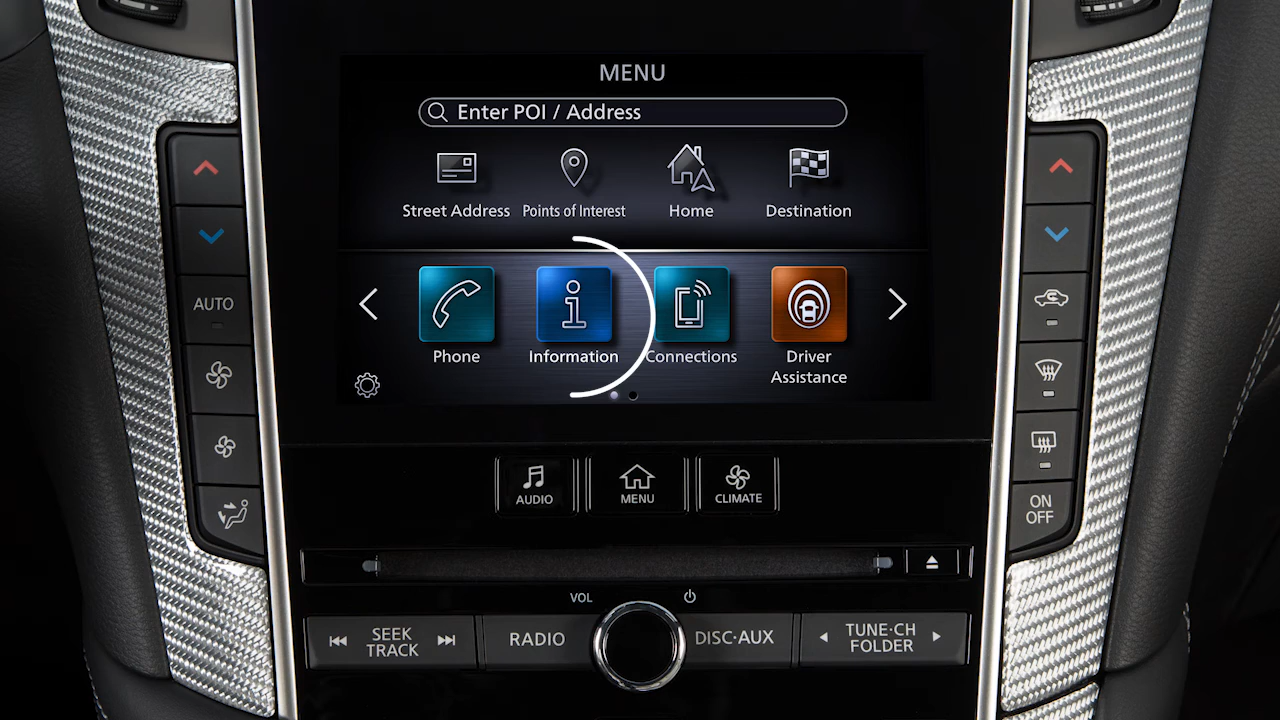 MENU
Enter POI / Address
Street Address
Points of Interest
Home
Destination
Phone
Information
Connections
Driver
Assistance
AUTO
ON
OFF
AUDIO
MENU
CLIMATE
VOL
SEEK
TRACK
RADIO
DISC·AUX
TUNE·CH
FOLDER